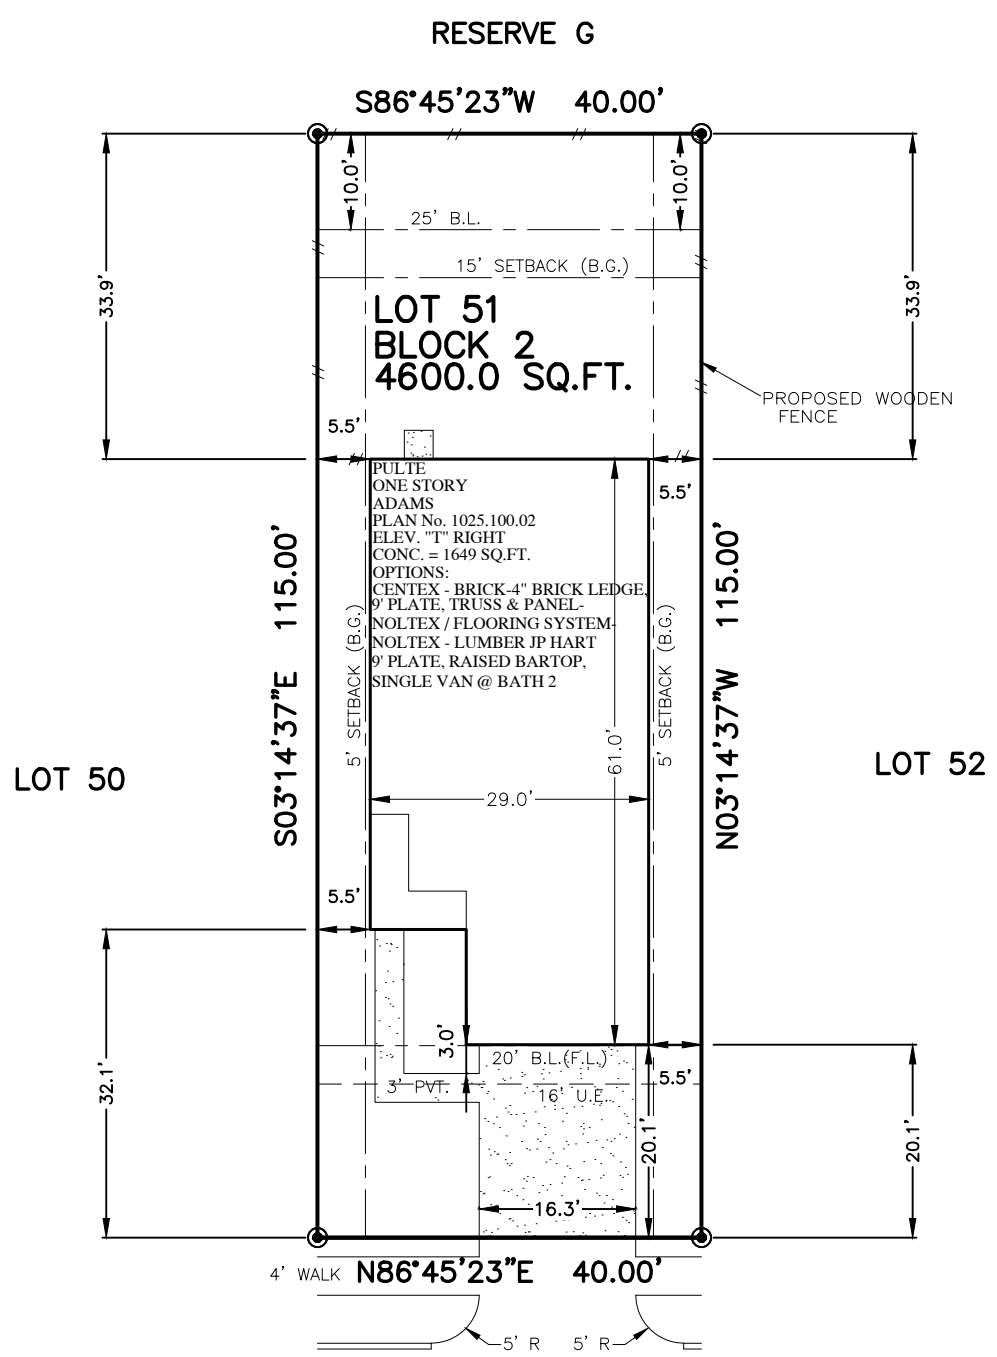 RESERVE G
S86°45'23"W 40.00'
10.0'
10.0'
25' B.L.
15' SETBACK (B.G.)
33.9'
33.9'
LOT 51
BLOCK 2
4600.0 SQ.FT.
PROPOSED WOODEN
FENCE
5.5'
5.5'
PULTE
ONE STORY
ADAMS
PLAN No. 1025.100.02
ELEV. "T" RIGHT
CONC. = 1649 SQ.FT.
OPTIONS:
CENTEX - BRICK-4" BRICK LEDGE,
9' PLATE, TRUSS & PANEL-
NOLTEX / FLOORING SYSTEM-
NOLTEX - LUMBER JP HART
9' PLATE, RAISED BARTOP,
SINGLE VAN @ BATH 2
S03°14'37"E 115.00'
5' SETBACK (B.G.)
5' SETBACK (B.G.)
N03°14'37"W 115.00'
61.0'
LOT 50
LOT 52
29.0'
5.5'
3.0'
20' B.L.(F.L.)
5.5'
3' PVT.
16' U.E.
32.1'
20.1'
20.1'
16.3'
4' WALK
N86°45'23"E 40.00'
5' R
5' R